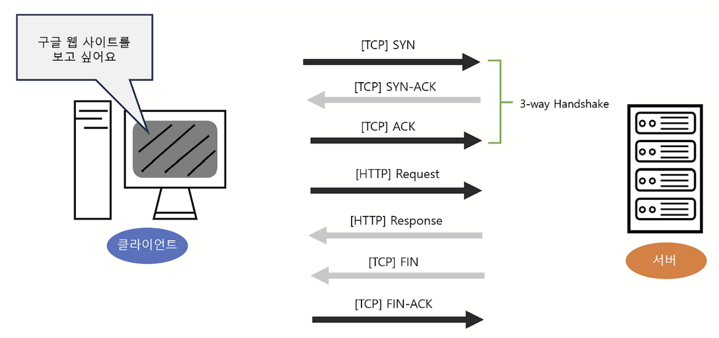 구글 웹 사이트를
보고 싶어요
[TCP] SYN
[TCP] SYN-ACK
3-way Handshake
[TCP] ACK
[HTTP] Request
[HTTP] Response
클라이언트
서버
[TCP] FIN
[TCP] FIN-ACK